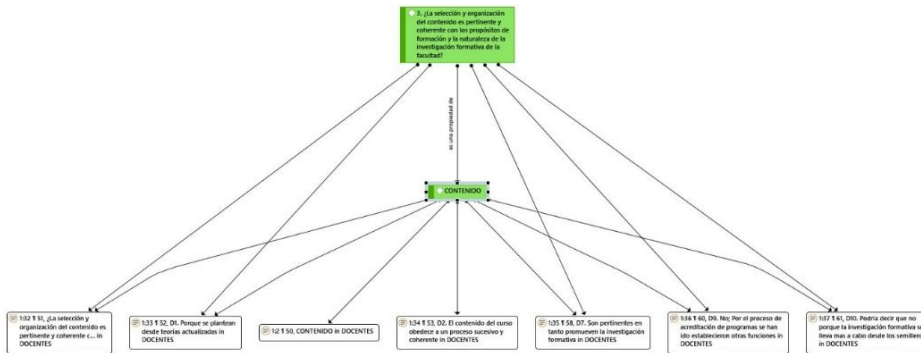 3. ¿La selección y organización
del contenido es pertinente y
coherente con los propósitos de
formación y la naturaleza de la
investigación formativa de la
facultad?
es una propiedad de
CONTENIDO
1:32 ¶ 51, ¿La selección y
organización del contenido es
pertinente y coherente c... in
DOCENTES
1:33 ¶ 52, D1. Porque se plantean
desde teorías actualizadas in
DOCENTES
1:2 ¶ 50, CONTENIDO in DOCENTES
1:34 ¶ 53, D2. El contenido del curso
obedece a un proceso sucesivo y
coherente in DOCENTES
1:35 ¶ 58, D7. Son pertinentes en
tanto promueven la investigación
formativa in DOCENTES
1:36 ¶ 60, D9. No; Por el proceso de
acreditación de programas se han
ido establecieron otras funciones in
DOCENTES
1:37 ¶ 61, D10. Podría decir que no
porque la investigación formativa se
lleva mas a cabo desde los semilleros
in DOCENTES